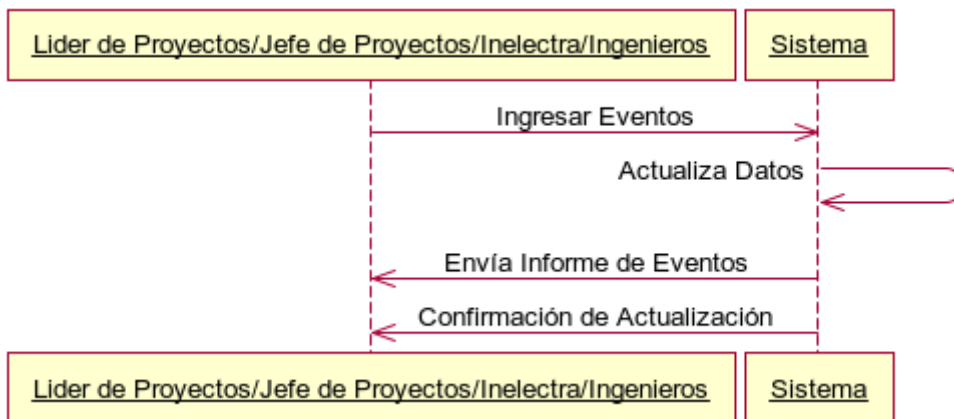 Lider de Proyectos/Jefe de Proyectos/Inelectra/Ingenieros
Sistema
Ingresar Eventos
Actualiza Datos
Envía Informe de Eventos
Confirmación de Actualización
Lider de Proyectos/Jefe de Proyectos/Inelectra/Ingenieros
Sistema